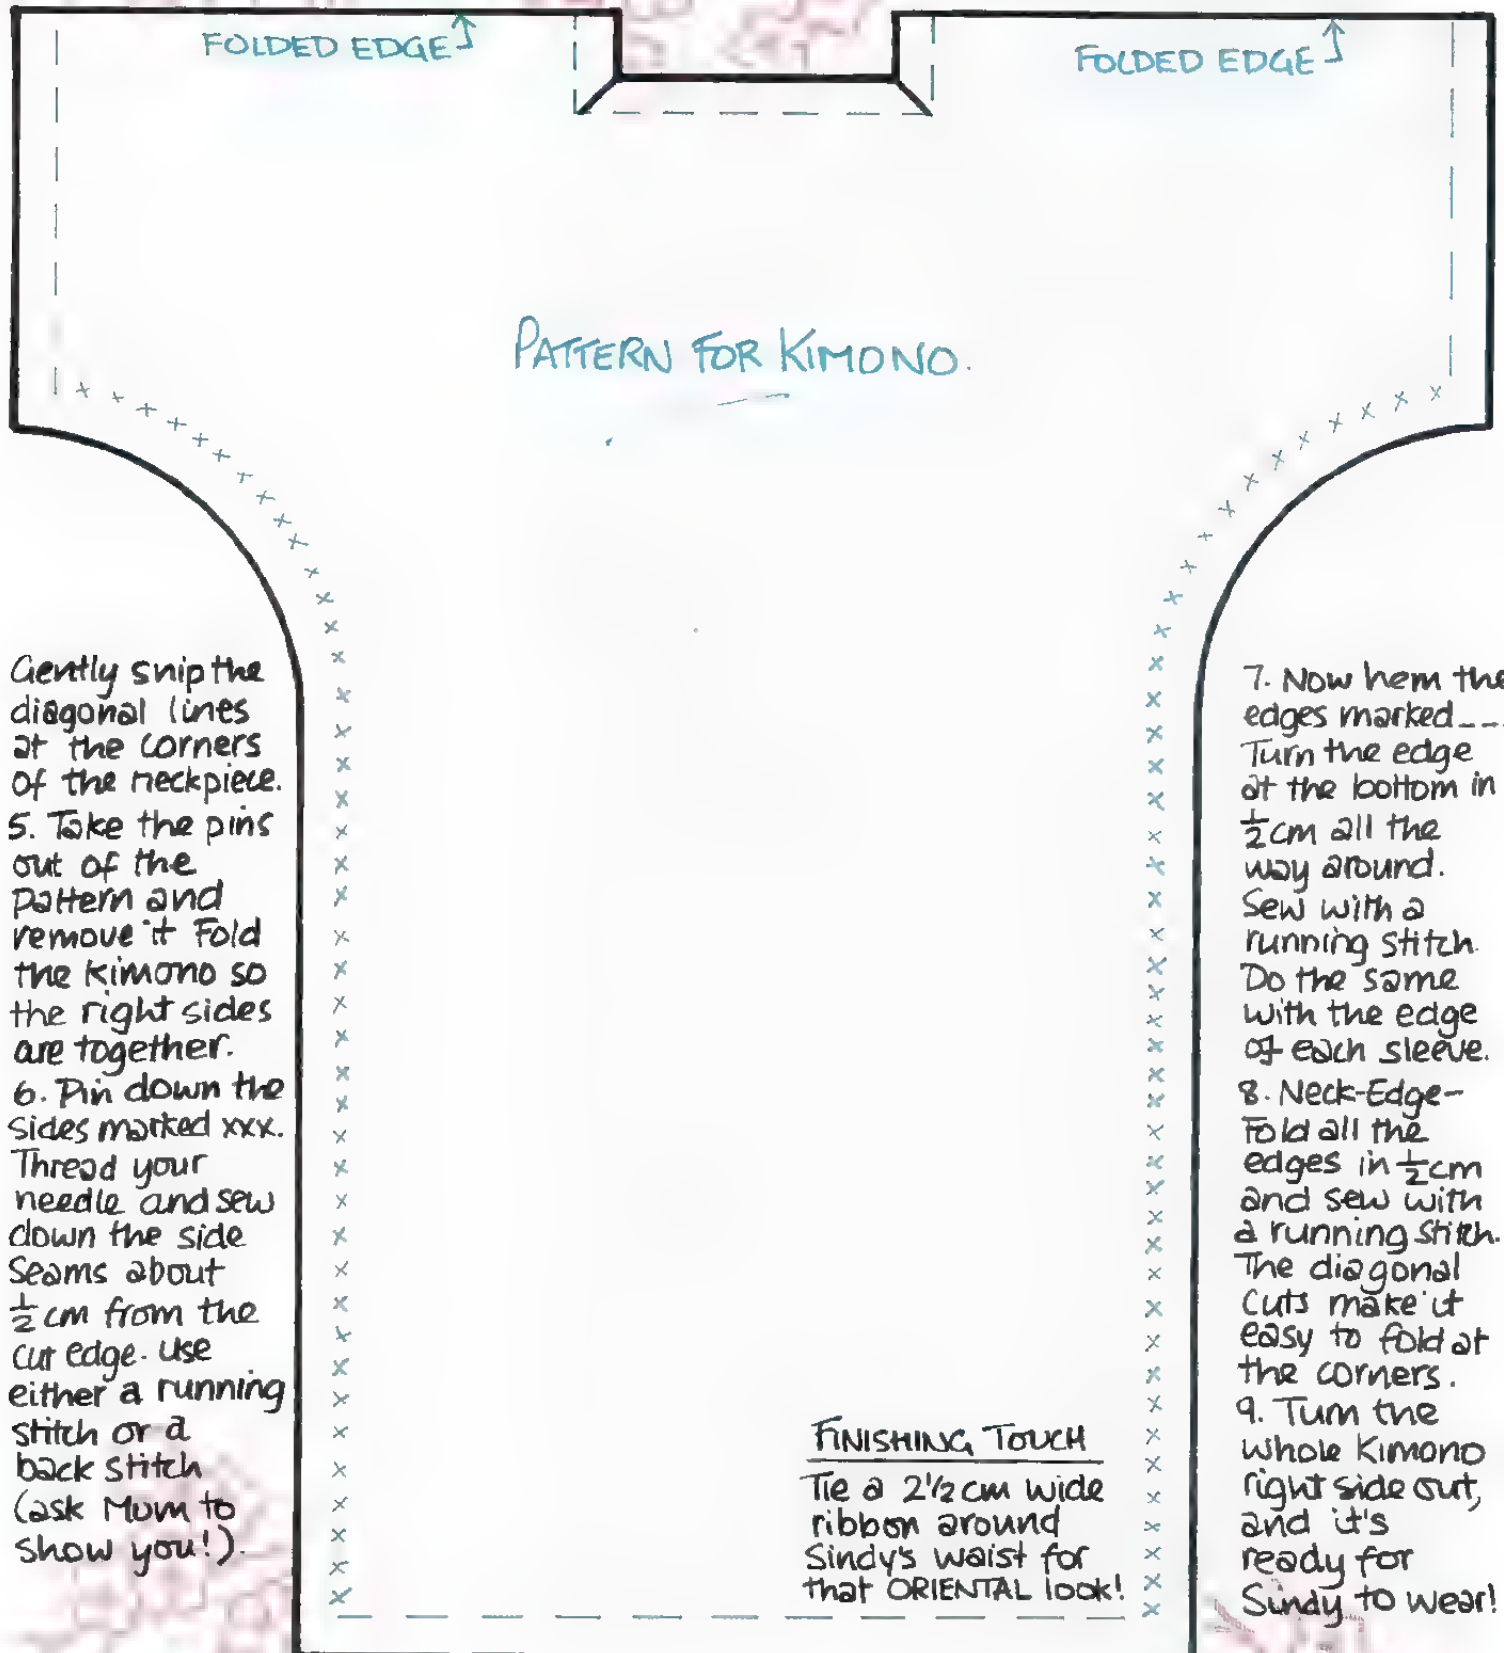 FOLDED EDGE
FOLDED EDGE
PATTERN FOR KIMONO.
Gently snip the
diagonal lines
at the corners
of the neckpiece.
5. Take the pins
out of the
pattern and
remove it Fold
the kimono so
the right sides
are together.
6. Pin down the
sides marked xxx.
Thread your
needle and sew
down the side
seams about
½ cm from the
cut edge. use
either a running
stitch or a
back stitch
(ask Mum to
show you!).
FINISHING TOUCH
Tie a 2½ cm wide
ribbon around
Sindy's waist for
that ORIENTAL look!
7. Now hem the
edges marked ---
Turn the edge
at the bottom in
½ cm all the
way around.
Sew with a
running stitch.
Do the same
with the edge
of each sleeve.
8. Neck-Edge-
Fold all the
edges in ½ cm
and sew with
a running stitch.
The diagonal
cuts make it
easy to fold at
the corners.
9. Turn the
whole Kimono
right side out,
and it's
ready for
Sindy to wear!